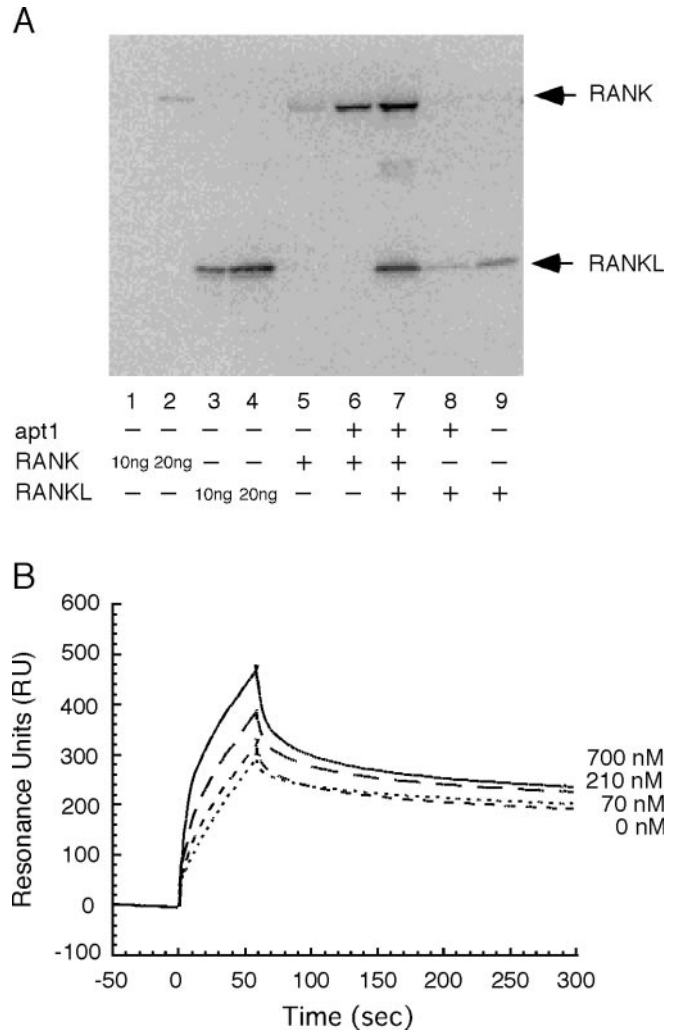 A
RANK
RANKL
1 2 3 4 5 6 7 8 9
apt1 − − − − − + + + −
RANK 10ng 20ng − − + + + − −
RANKL − − 10ng 20ng − − + + +
B
600
500
400
300
200
100
0
-100
Resonance Units (RU)
700 nM
210 nM
70 nM
0 nM
-50 0 50 100 150 200 250 300
Time (sec)